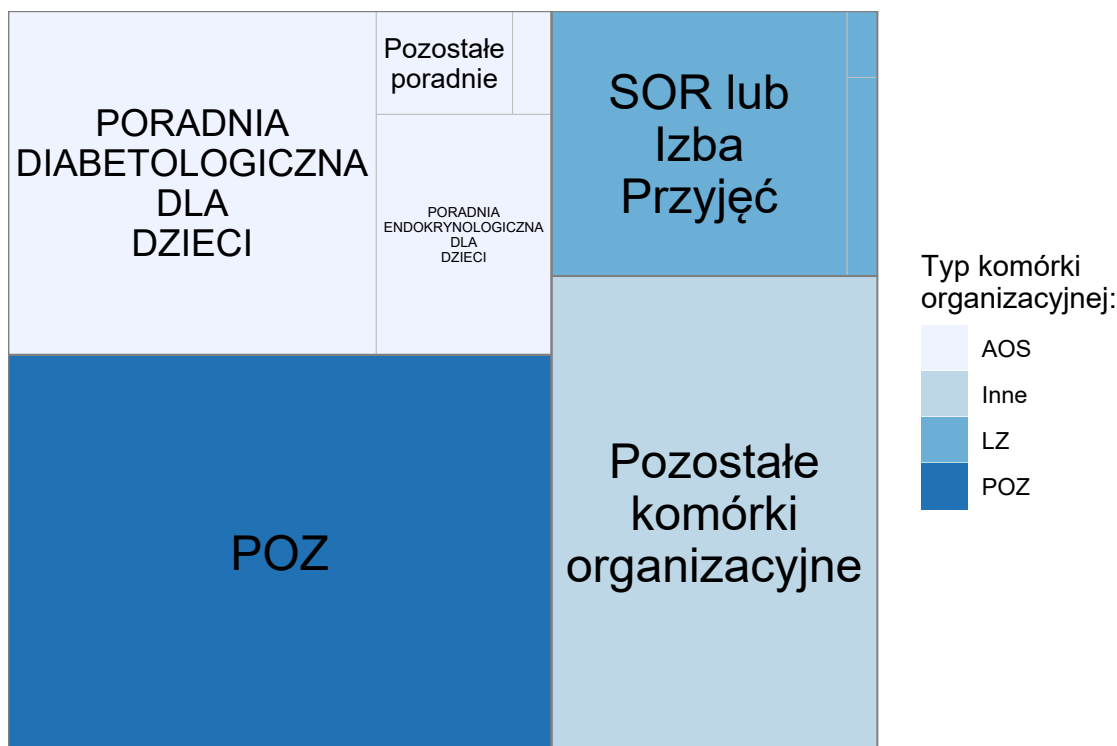 PORADNIA
DIABETOLOGICZNA
DLA
DZIECI
Pozostałe
poradnie
PORADNIA
ENDOKRYNOLOGICZNA
DLA
DZIECI
POZ
SOR lub
Izba
Przyjęć
Pozostałe
komórki
organizacyjne
Typ komórki
organizacyjnej:
AOS
Inne
LZ
POZ